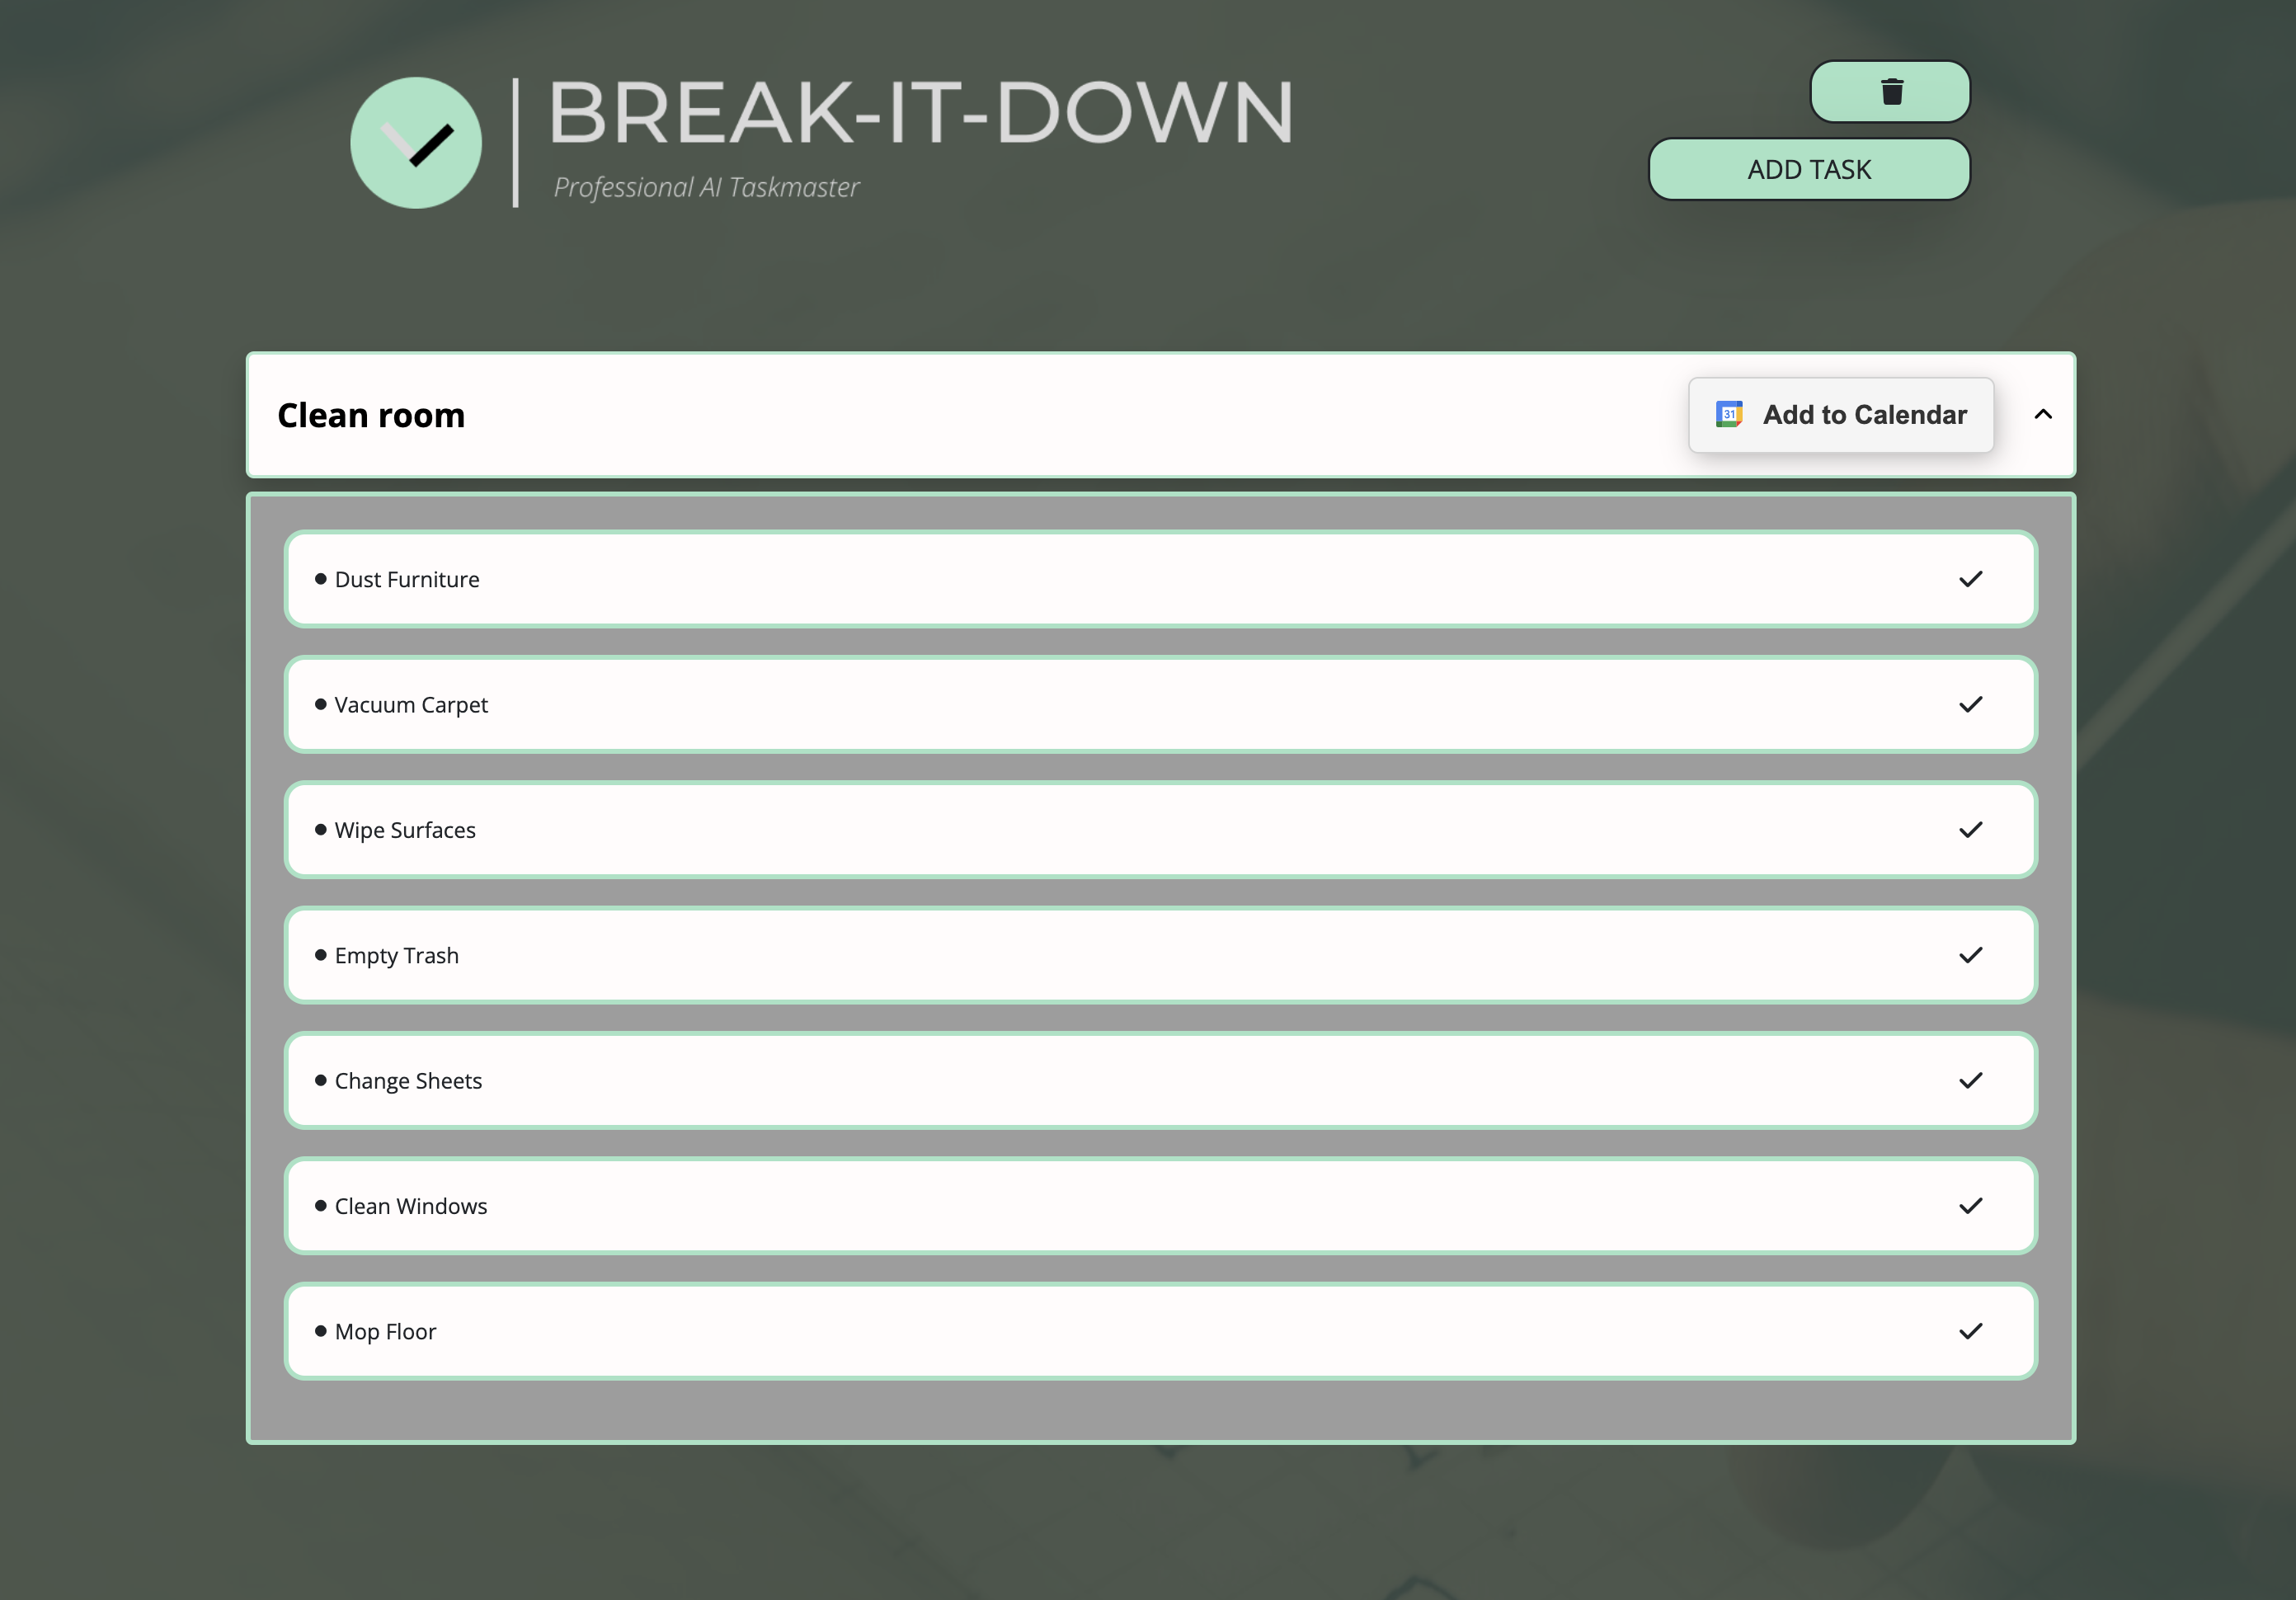 BREAK-IT-DOWN
Professional AI Taskmaster
ADD TASK
Clean room
31 Add to Calendar
Dust Furniture
Vacuum Carpet
Wipe Surfaces
Empty Trash
Change Sheets
Clean Windows
Mop Floor